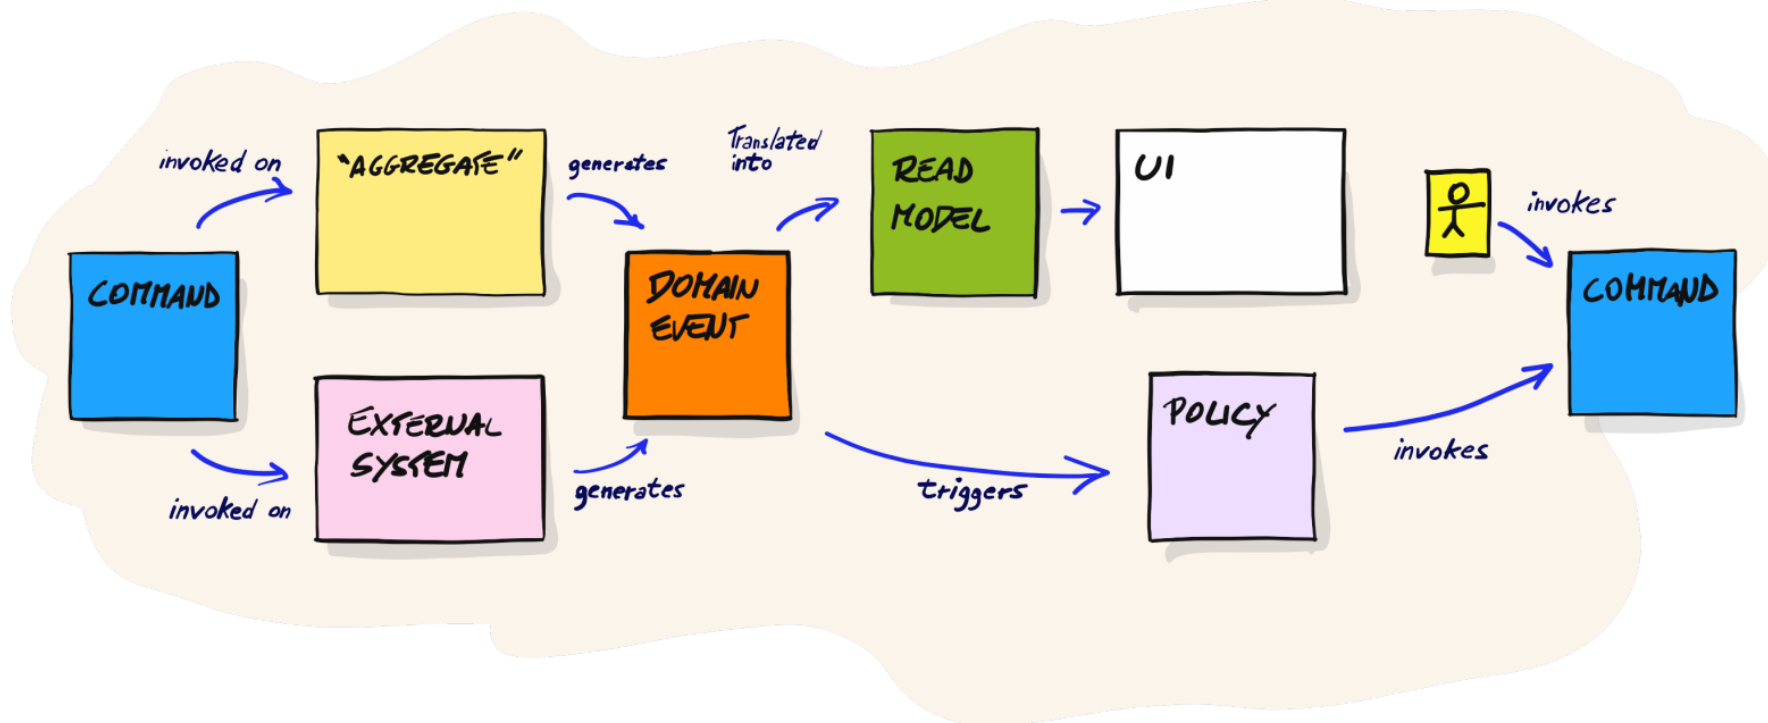 invoked on
"AGGREGATE"
generates
Translated
into
READ
MODEL
UI
invokes
COMMAND
DOMAIN
EVENT
COMMAND
EXTERNAL
SYSTEM
POLICY
invoked on
generates
triggers
invokes